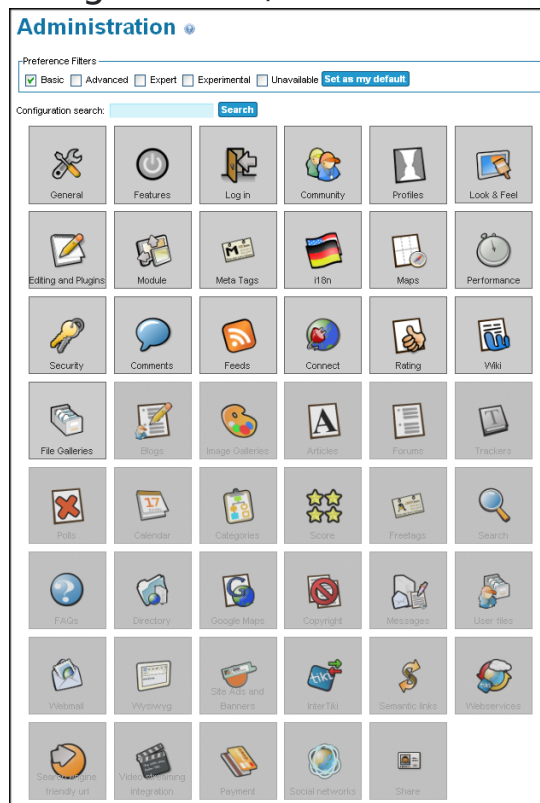 Administration
Preference Filters
Basic Advanced Expert Experimental Unavailable Set as my default
Configuration search: Search
General Features Log in Community Profiles Look & Feel
Editing and Plugins Module Meta Tags i18n Maps Performance
Security Comments Feeds Connect Rating Wiki
File Galleries Blogs Image Galleries Articles Forums Trackers
17
Polls Calendar Categories Score Freetags Search
FAQs Directory Google Maps Copyright Messages User files
tiki
Webmail Wysiwyg Site Ads and Banners InterTiki Semantic links Webservices
Search engine friendly url Video streaming integration Payment Social networks Share